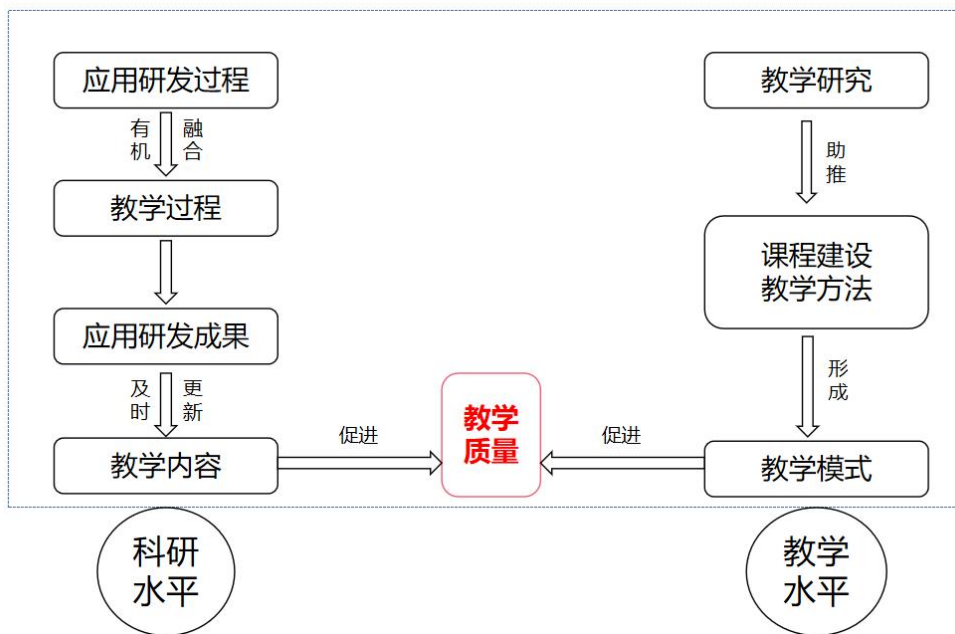 应用研发过程
有机
融合
教学过程
应用研发成果
及时
更新
教学内容
科研
水平
促进
教学
质量
促进
教学研究
助推
课程建设
教学方法
形成
教学模式
教学
水平